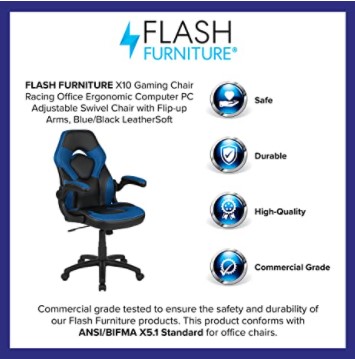 FLASH
FURNITURE®
FLASH FURNITURE X10 Gaming Chair
Racing Office Ergonomic Computer PC
Adjustable Swivel Chair with Flip-up
Arms, Blue/Black LeatherSoft
Safe
Durable
High-Quality
Commercial Grade
Commercial grade tested to ensure the safety and durability of
our Flash Furniture products. This product conforms with
ANSI/BIFMA X5.1 Standard for office chairs.